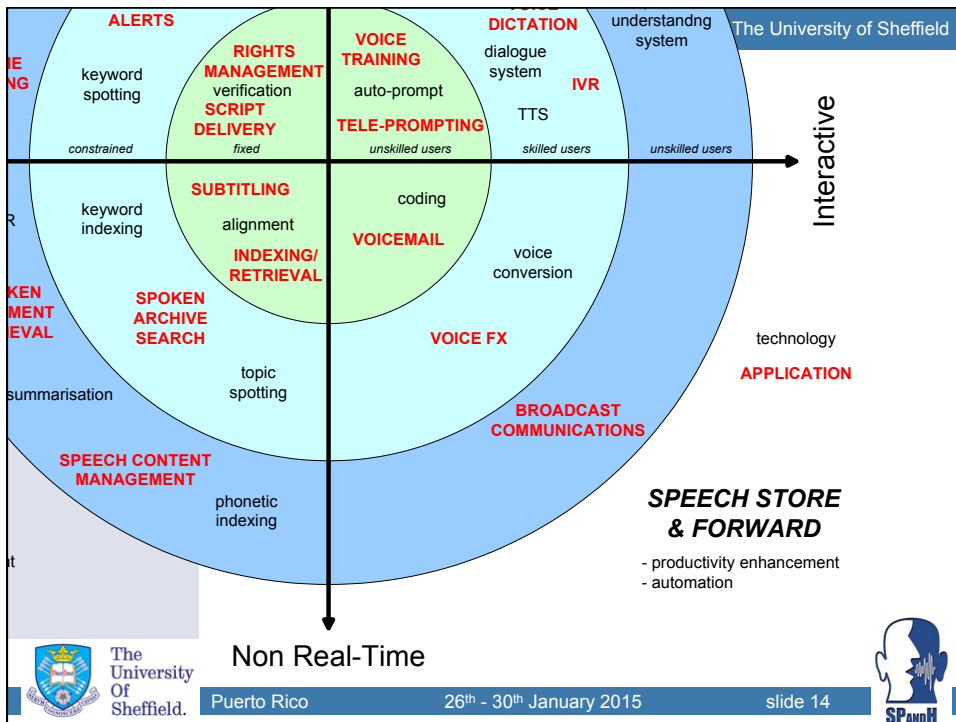 ALERTS
DICTATION
understandng
system
The University of Sheffield
RIGHTS
MANAGEMENT
verification
SCRIPT
DELIVERY
VOICE
TRAINING
auto-prompt
TELE-PROMPTING
dialogue
system
IVR
TTS
keyword
spotting
constrained
fixed
unskilled users
skilled users
unskilled users
Interactive
SUBTITLING
alignment
INDEXING/
RETRIEVAL
coding
VOICEMAIL
keyword
indexing
voice
conversion
SPOKEN
ARCHIVE
SEARCH
VOICE FX
technology
APPLICATION
summarisation
topic
spotting
BROADCAST
COMMUNICATIONS
SPEECH CONTENT
MANAGEMENT
phonetic
indexing
SPEECH STORE
& FORWARD
- productivity enhancement
- automation
Non Real-Time
The
University
Of
Sheffield.
Puerto Rico
26th - 30th January 2015
slide 14
SPandH